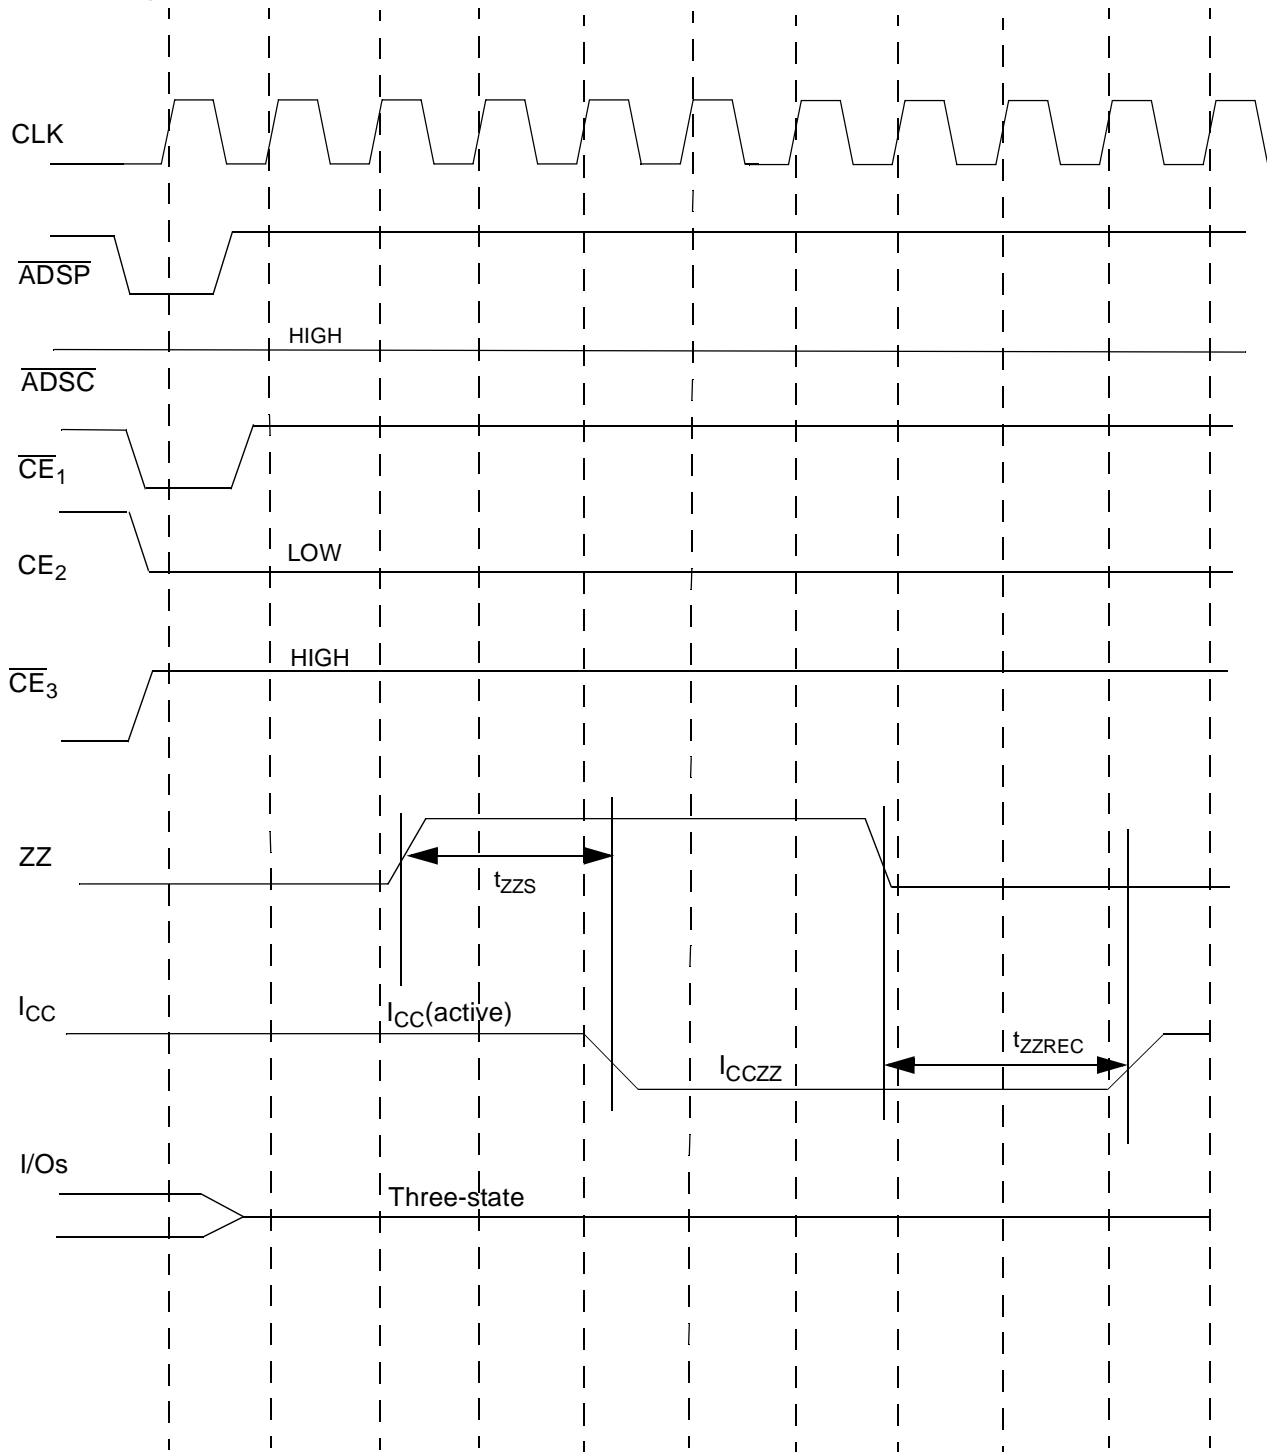 CLK
ADSP
HIGH
ADSC
CE1
LOW
CE2
HIGH
CE3
ZZ
tZZS
ICC
ICC(active)
tZZREC
ICCZZ
I/Os
Three-state